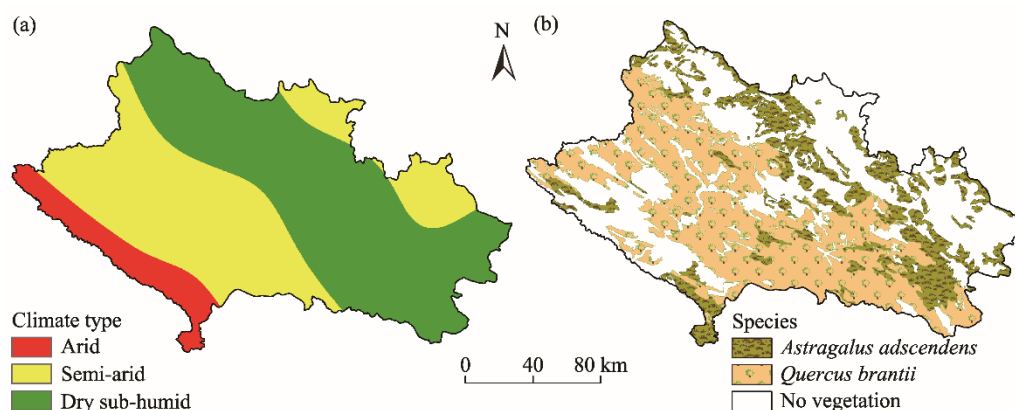 (a)
N
(b)
Climate type
Arid
Semi-arid
Dry sub-humid
0 40 80 km
Species
Astragalus adscendens
Quercus brantii
No vegetation